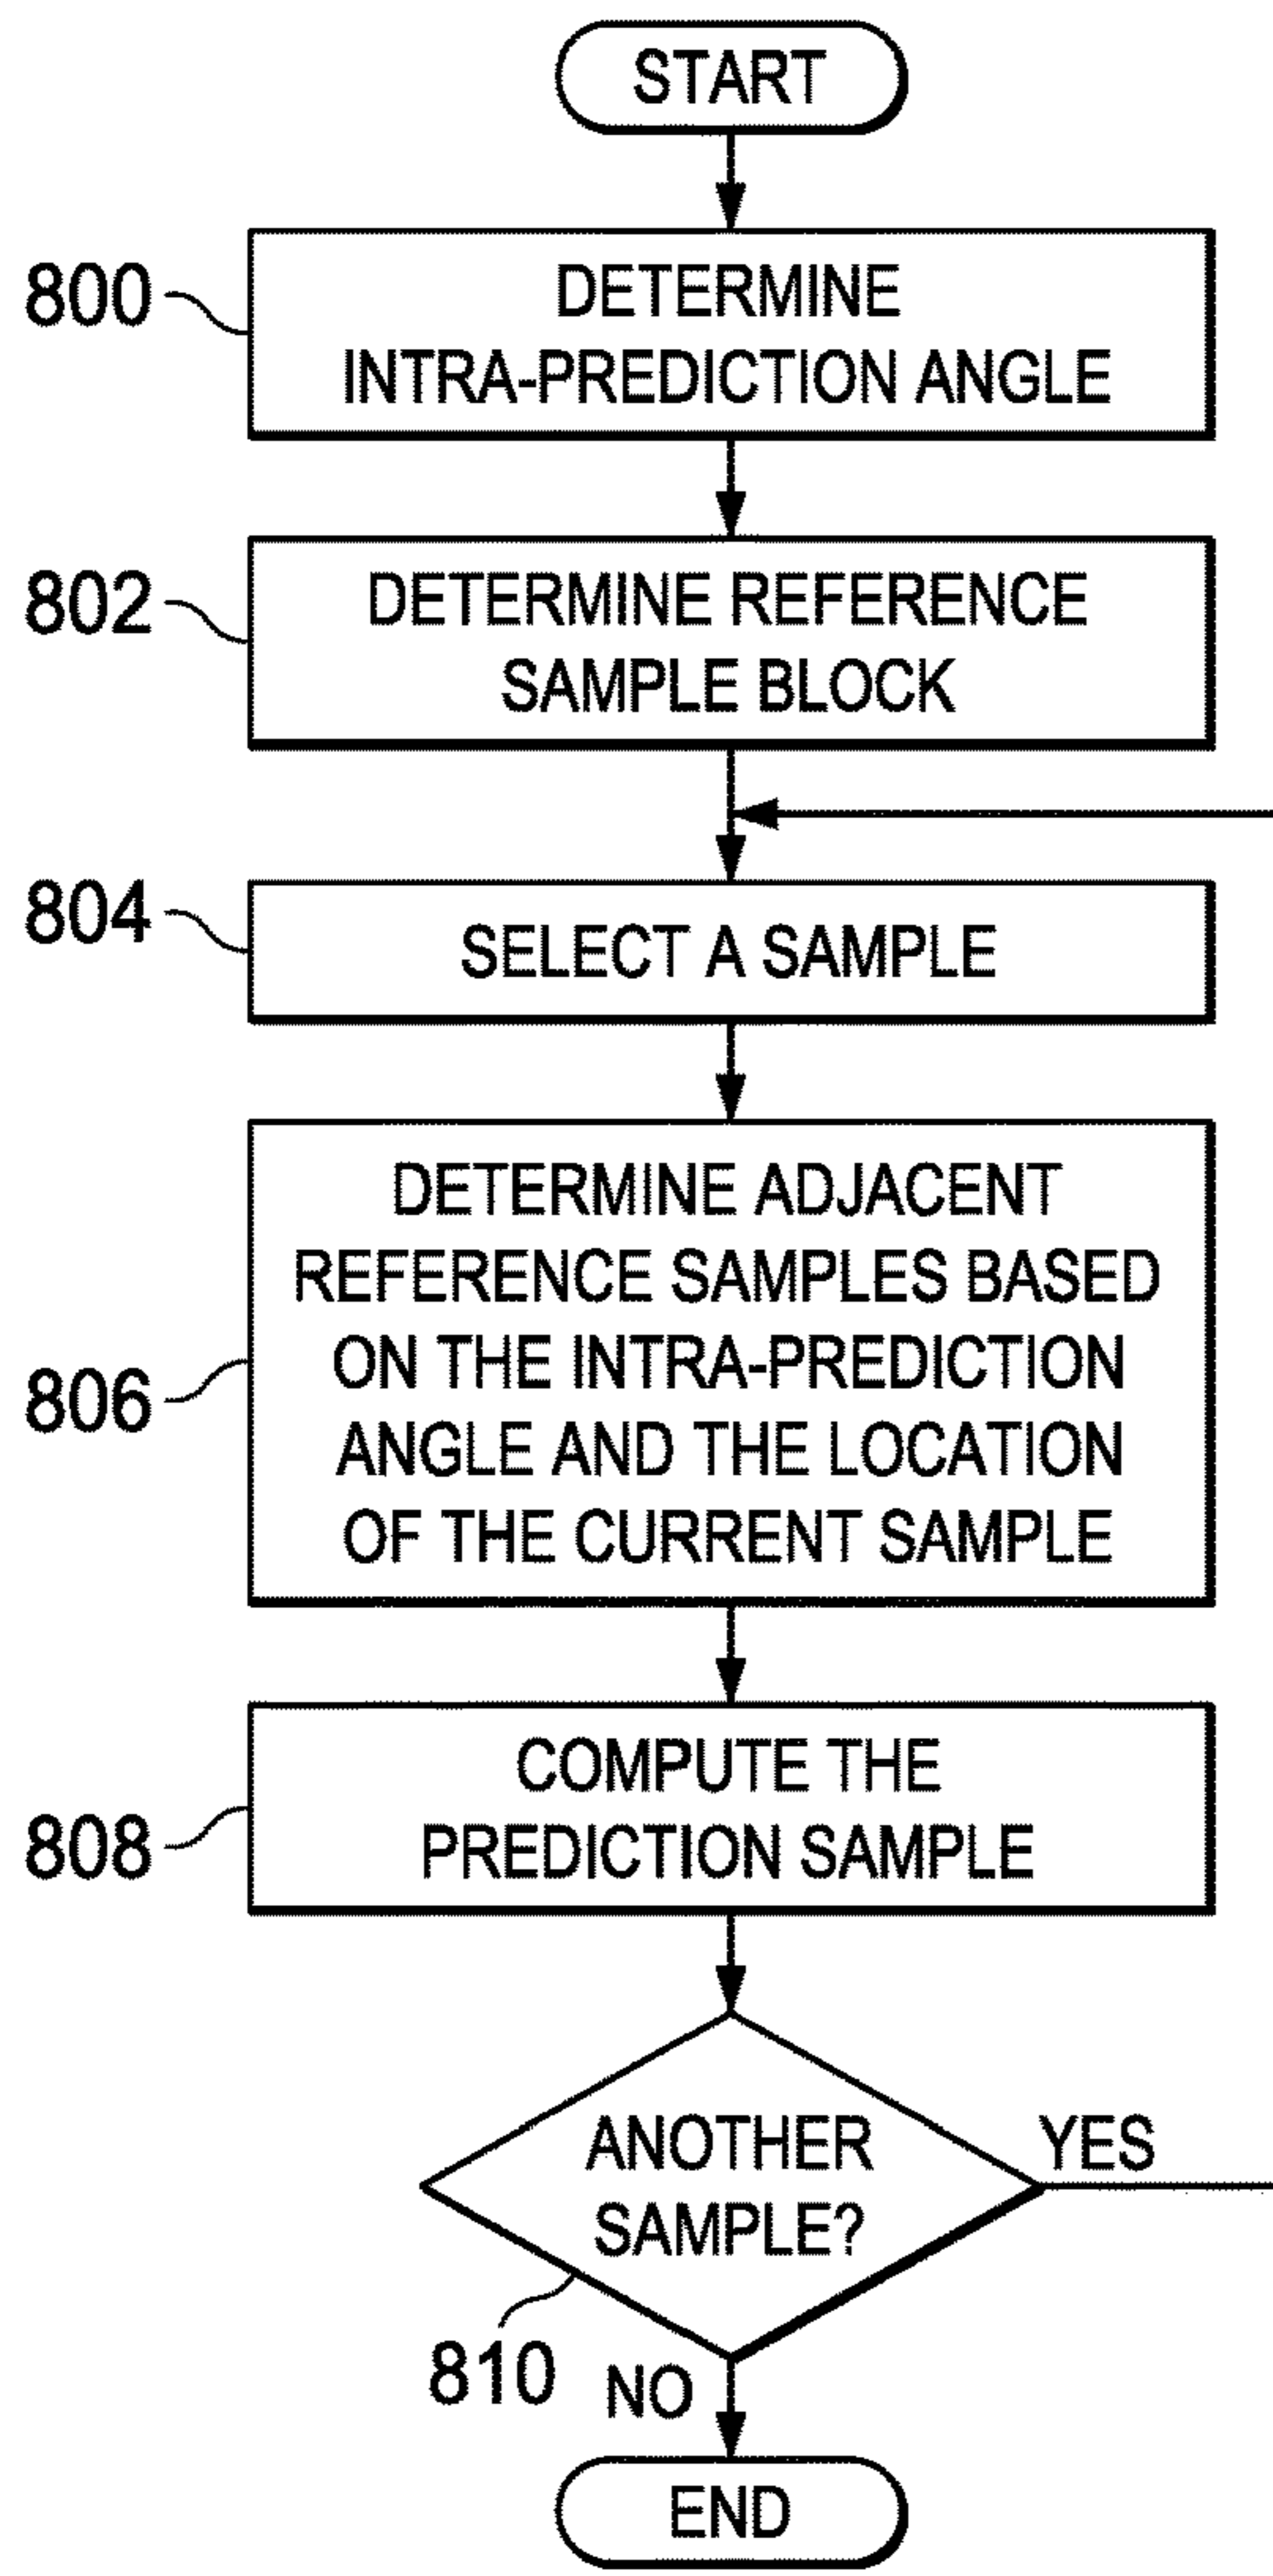 START
800
DETERMINE
INTRA-PREDICTION ANGLE
802
DETERMINE REFERENCE
SAMPLE BLOCK
804
SELECT A SAMPLE
806
DETERMINE ADJACENT
REFERENCE SAMPLES BASED
ON THE INTRA-PREDICTION
ANGLE AND THE LOCATION
OF THE CURRENT SAMPLE
808
COMPUTE THE
PREDICTION SAMPLE
ANOTHER
SAMPLE?
YES
810
NO
END